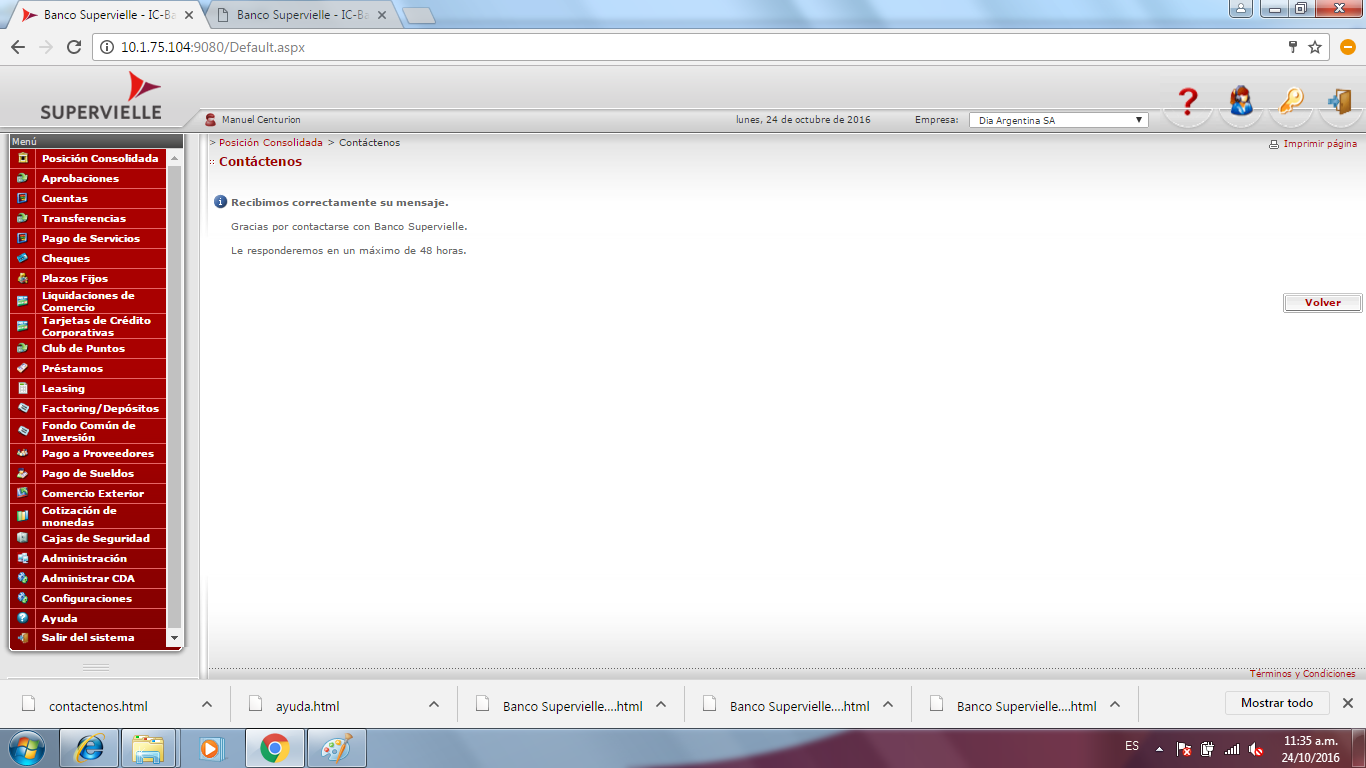 Banco Supervielle - IC-Ba
Banco Supervielle - IC-Ba
10.1.75.104:9080/Default.aspx
SUPERVIELLE
Manuel Centurion
lunes, 24 de octubre de 2016
Empresa:
Dia Argentina SA
Menú
Posición Consolidada
Aprobaciones
Cuentas
Transferencias
Pago de Servicios
Cheques
Plazos Fijos
Liquidaciones de
Comercio
Tarjetas de Crédito
Corporativas
Club de Puntos
Préstamos
Leasing
Factoring/Depósitos
Fondo Común de
Inversión
Pago a Proveedores
Pago de Sueldos
Comercio Exterior
Cotización de
monedas
Cajas de Seguridad
Administración
Administrar CDA
Configuraciones
Ayuda
Salir del sistema
> Posición Consolidada > Contáctenos
Imprimir página
Contáctenos
Recibimos correctamente su mensaje.
Gracias por contactarse con Banco Supervielle.
Le responderemos en un máximo de 48 horas.
Volver
Términos y Condiciones
contactenos.html
ayuda.html
Banco Supervielle....html
Banco Supervielle....html
Banco Supervielle....html
Mostrar todo
ES
11:35 a.m.
24/10/2016